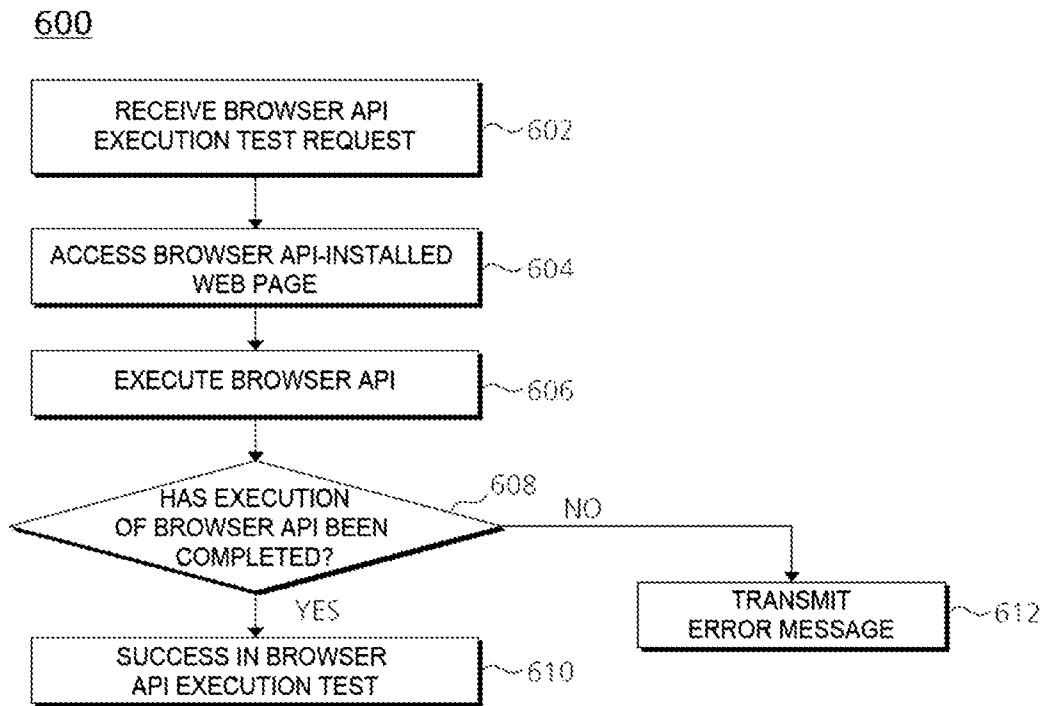 600
RECEIVE BROWSER API
EXECUTION TEST REQUEST
602
ACCESS BROWSER API-INSTALLED
WEB PAGE
604
EXECUTE BROWSER API
606
HAS EXECUTION
OF BROWSER API BEEN
COMPLETED?
608
NO
YES
TRANSMIT
ERROR MESSAGE
612
SUCCESS IN BROWSER
API EXECUTION TEST
610